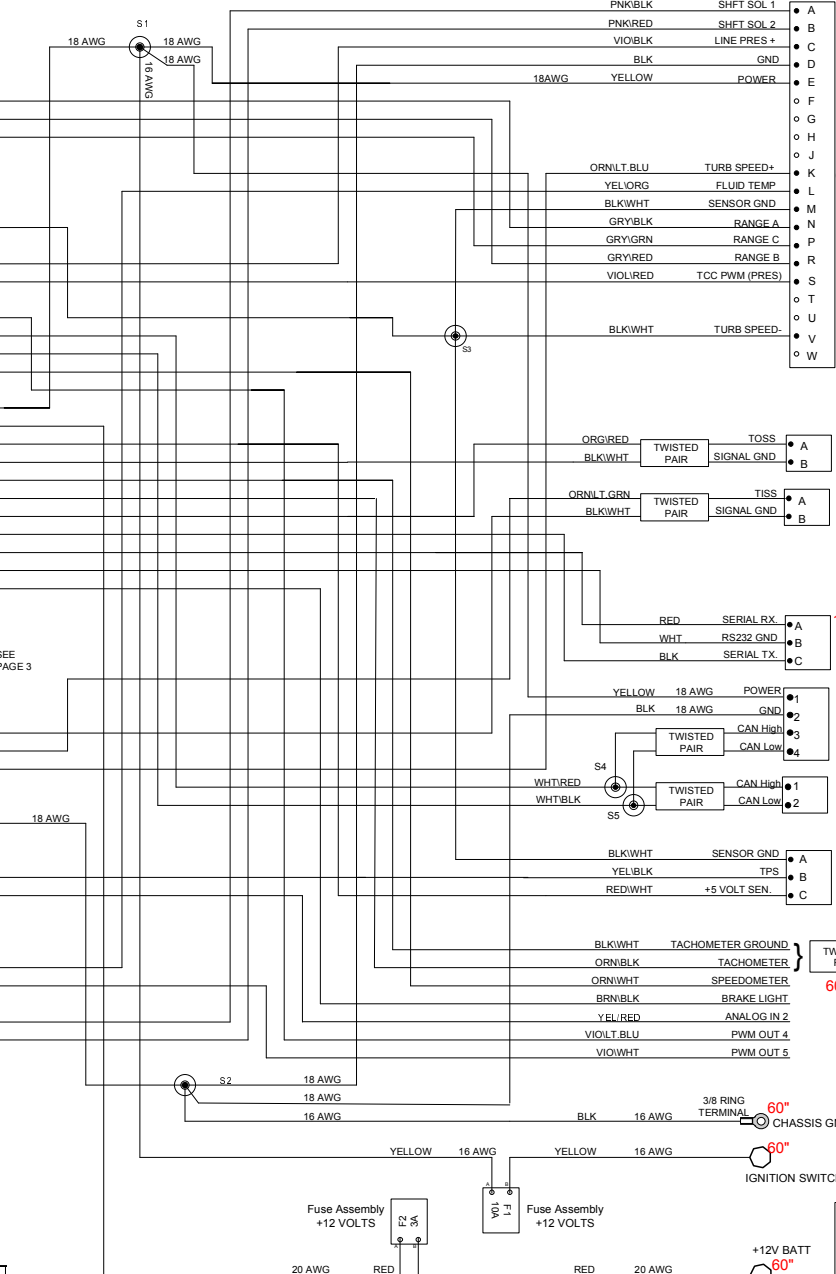 PNK\BLK SHFT SOL 1 A
S1
PNK\RED SHFT SOL 2 B
18 AWG 18 AWG VIO\BLK LINE PRES + C
18 AWG BLK GND D
16 AWG
18AWG YELLOW POWER E
F
G
H
J
ORN\LT.BLU TURB SPEED+ K
YEL\ORG FLUID TEMP L
BLK\WHT SENSOR GND M
GRY\BLK RANGE A N
GRY\GRN RANGE C P
GRY\RED RANGE B R
VIOL\RED TCC PWM (PRES) S
T
U
BLK\WHT TURB SPEED- V
S3
W
ORG\RED TWISTED PAIR TOSS A
BLK\WHT SIGNAL GND B
ORN\LT.GRN TWISTED PAIR TISS A
BLK\WHT SIGNAL GND B
RED SERIAL RX. A
WHT RS232 GND B
BLK SERIAL TX. C
SEE
PAGE 3
YELLOW 18 AWG POWER 1
BLK 18 AWG GND 2
TWISTED PAIR CAN High 3
CAN Low 4
S4
WHT\RED TWISTED PAIR CAN High 1
WHT\BLK CAN Low 2
S5
18 AWG
BLK\WHT SENSOR GND A
YEL\BLK TPS B
RED\WHT +5 VOLT SEN. C
BLK\WHT TACHOMETER GROUND } TW
ORN\BLK TACHOMETER
ORN\WHT SPEEDOMETER 60
BRN\BLK BRAKE LIGHT
YEL/RED ANALOG IN 2
VIO\LT.BLU PWM OUT 4
VIO\WHT PWM OUT 5
S2 18 AWG
18 AWG
16 AWG BLK 16 AWG 3/8 RING TERMINAL 60"
CHASSIS G
YELLOW 16 AWG YELLOW 16 AWG 60"
IGNITION SWITC
A B
10A F1
Fuse Assembly
+12 VOLTS
Fuse Assembly
+12 VOLTS
F2 3A
A B
+12V BATT
20 AWG RED RED 20 AWG 60"